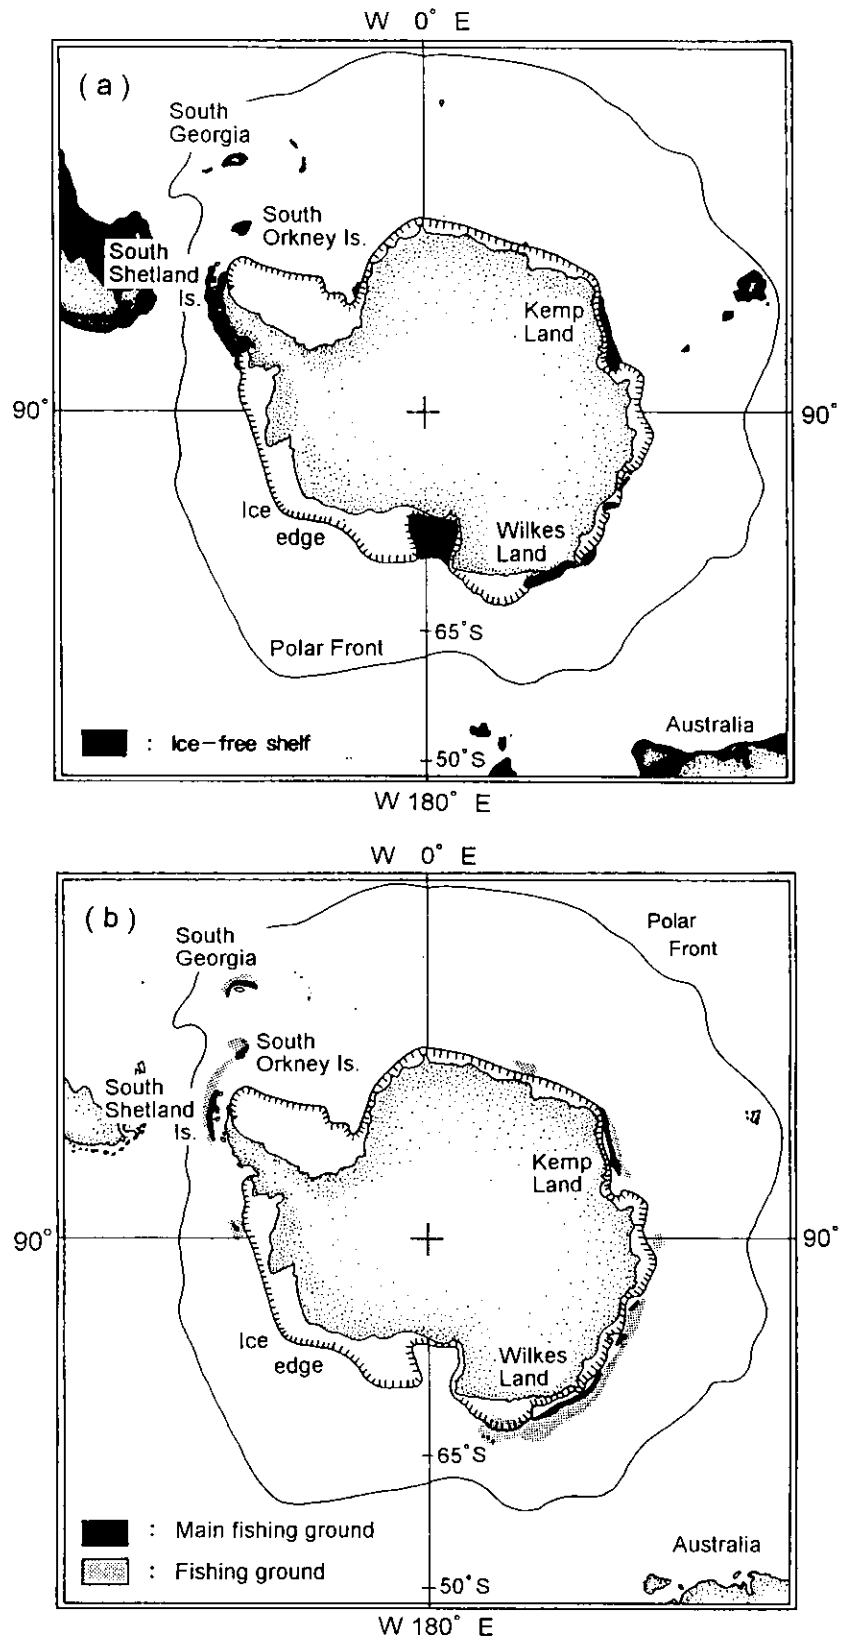 W 0° E
(a)
South
Georgia
South
Orkney Is.
South
Shetland
Is.
Kemp
Land
90°
90°
Ice
edge
Wilkes
Land
65°S
Polar Front
Australia
: Ice-free shelf
50°S
W 180° E
W 0° E
(b)
Polar
Front
South
Georgia
South
Orkney Is.
South
Shetland
Is.
Kemp
Land
90°
90°
Ice
edge
Wilkes
Land
65°S
: Main fishing ground
Australia
: Fishing ground
50°S
W 180° E